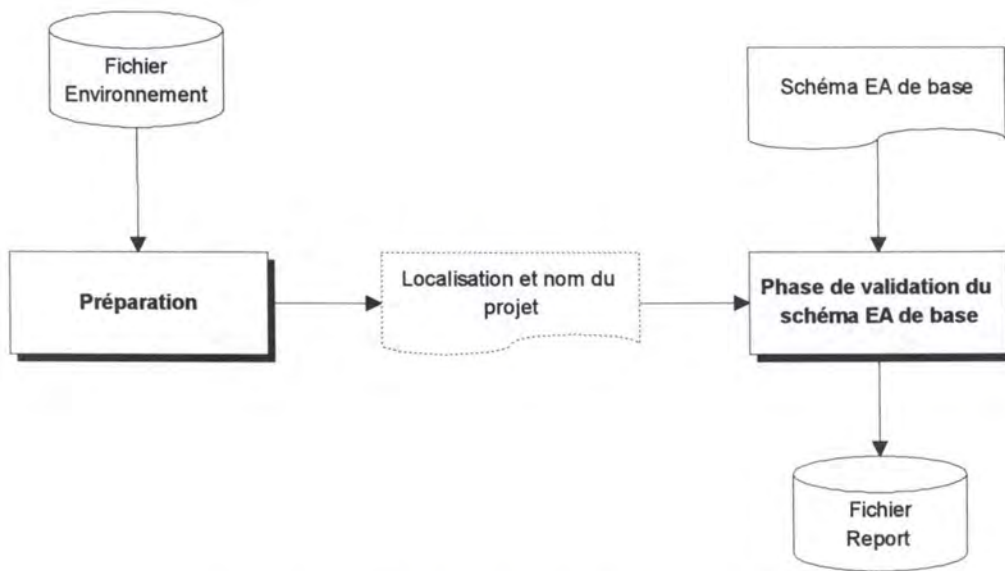 Fichier
Environnement
Schéma EA de base
Préparation
Localisation et nom du
projet
Phase de validation du
schéma EA de base
Fichier
Report